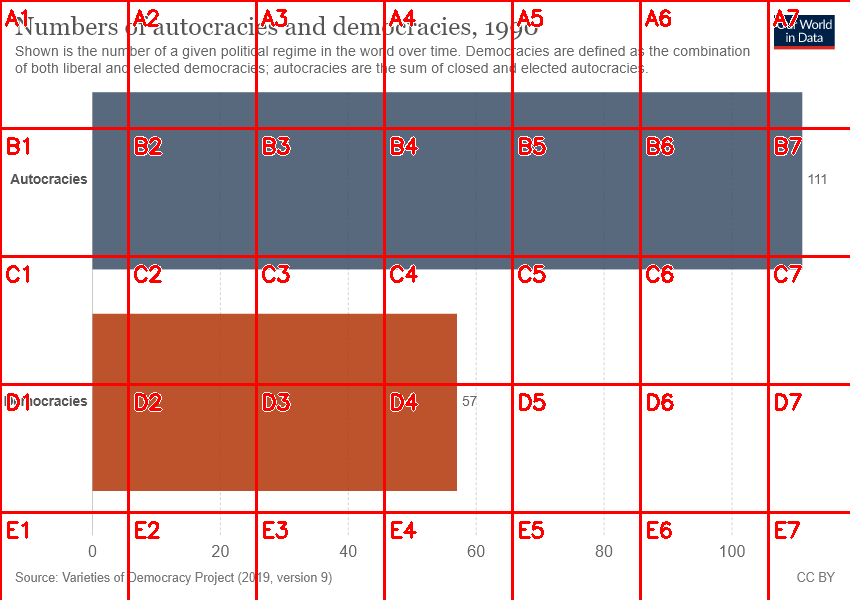 Numbers of autocracies and democracies, 1990
Our World
in Data
Shown is the number of a given political regime in the world over time. Democracies are defined as the combination
of both liberal and elected democracies; autocracies are the sum of closed and elected autocracies.
A1 A2 A3 A4 A5 A6 A7
B1 B2 B3 B4 B5 B6 B7
Autocracies 111
C1 C2 C3 C4 C5 C6 C7
D1 D2 D3 D4 D5 D6 D7
Democracies 57
E1 E2 E3 E4 E5 E6 E7
0 20 40 60 80 100
Source: Varieties of Democracy Project (2019, version 9)
CC BY